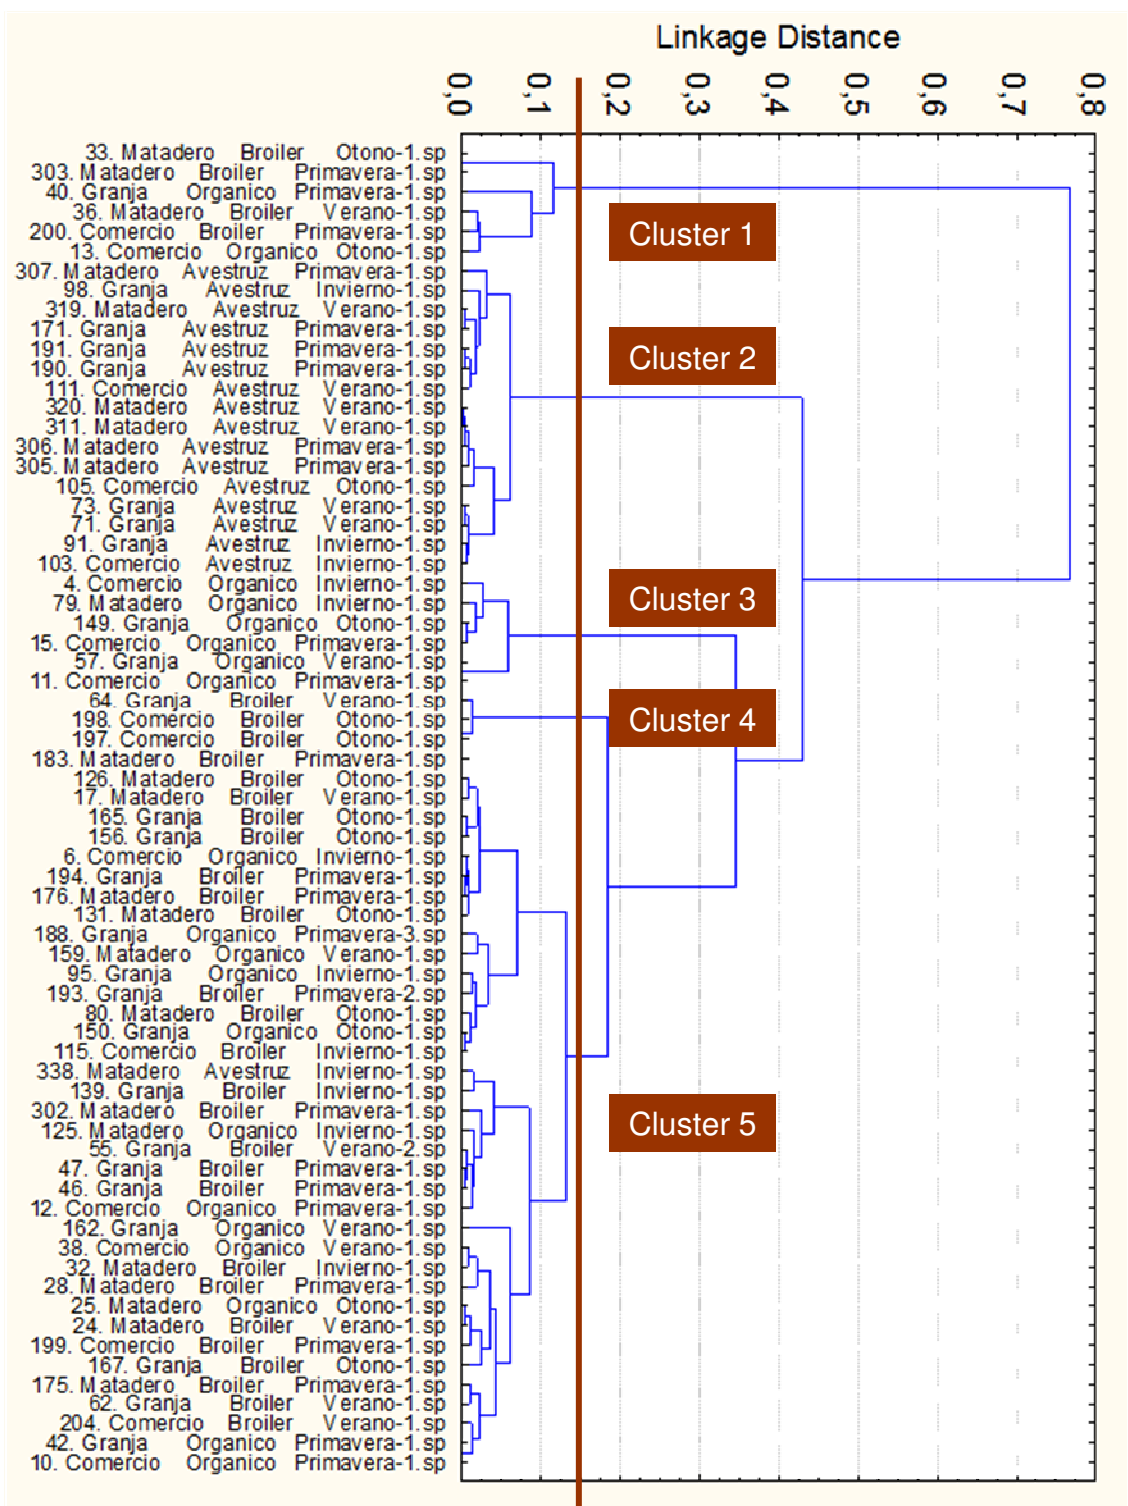 Linkage Distance
0,0 0,1 0,2 0,3 0,4 0,5 0,6 0,7 0,8
33. Matadero Broiler Otono-1.sp
303. Matadero Broiler Primavera-1.sp
40. Granja Organico Primavera-1.sp
36. Matadero Broiler Verano-1.sp
200. Comercio Broiler Primavera-1.sp
13. Comercio Organico Otono-1.sp
307. Matadero Avestruz Primavera-1.sp
98. Granja Avestruz Invierno-1.sp
319. Matadero Avestruz Verano-1.sp
171. Granja Avestruz Primavera-1.sp
191. Granja Avestruz Primavera-1.sp
190. Granja Avestruz Primavera-1.sp
111. Comercio Avestruz Verano-1.sp
320. Matadero Avestruz Verano-1.sp
311. Matadero Avestruz Verano-1.sp
306. Matadero Avestruz Primavera-1.sp
305. Matadero Avestruz Primavera-1.sp
105. Comercio Avestruz Otono-1.sp
73. Granja Avestruz Verano-1.sp
71. Granja Avestruz Verano-1.sp
91. Granja Avestruz Invierno-1.sp
103. Comercio Avestruz Invierno-1.sp
4. Comercio Organico Invierno-1.sp
79. Matadero Organico Invierno-1.sp
149. Granja Organico Otono-1.sp
15. Comercio Organico Primavera-1.sp
57. Granja Organico Verano-1.sp
11. Comercio Organico Primavera-1.sp
64. Granja Broiler Verano-1.sp
198. Comercio Broiler Otono-1.sp
197. Comercio Broiler Otono-1.sp
183. Matadero Broiler Primavera-1.sp
126. Matadero Broiler Otono-1.sp
17. Matadero Broiler Verano-1.sp
165. Granja Broiler Otono-1.sp
156. Granja Broiler Otono-1.sp
6. Comercio Organico Invierno-1.sp
194. Granja Broiler Primavera-1.sp
176. Matadero Broiler Primavera-1.sp
131. Matadero Broiler Otono-1.sp
188. Granja Organico Primavera-3.sp
159. Matadero Organico Verano-1.sp
95. Granja Organico Invierno-1.sp
193. Granja Broiler Primavera-2.sp
80. Matadero Broiler Otono-1.sp
150. Granja Organico Otono-1.sp
115. Comercio Broiler Invierno-1.sp
338. Matadero Avestruz Invierno-1.sp
139. Granja Broiler Invierno-1.sp
302. Matadero Broiler Primavera-1.sp
125. Matadero Organico Invierno-1.sp
55. Granja Broiler Verano-2.sp
47. Granja Broiler Primavera-1.sp
46. Granja Broiler Primavera-1.sp
12. Comercio Organico Primavera-1.sp
162. Granja Organico Verano-1.sp
38. Comercio Organico Verano-1.sp
32. Matadero Broiler Invierno-1.sp
28. Matadero Broiler Primavera-1.sp
25. Matadero Organico Otono-1.sp
24. Matadero Broiler Verano-1.sp
199. Comercio Broiler Primavera-1.sp
167. Granja Broiler Otono-1.sp
175. Matadero Broiler Primavera-1.sp
62. Granja Broiler Verano-1.sp
204. Comercio Broiler Verano-1.sp
42. Granja Organico Primavera-1.sp
10. Comercio Organico Primavera-1.sp
Cluster 1
Cluster 2
Cluster 3
Cluster 4
Cluster 5